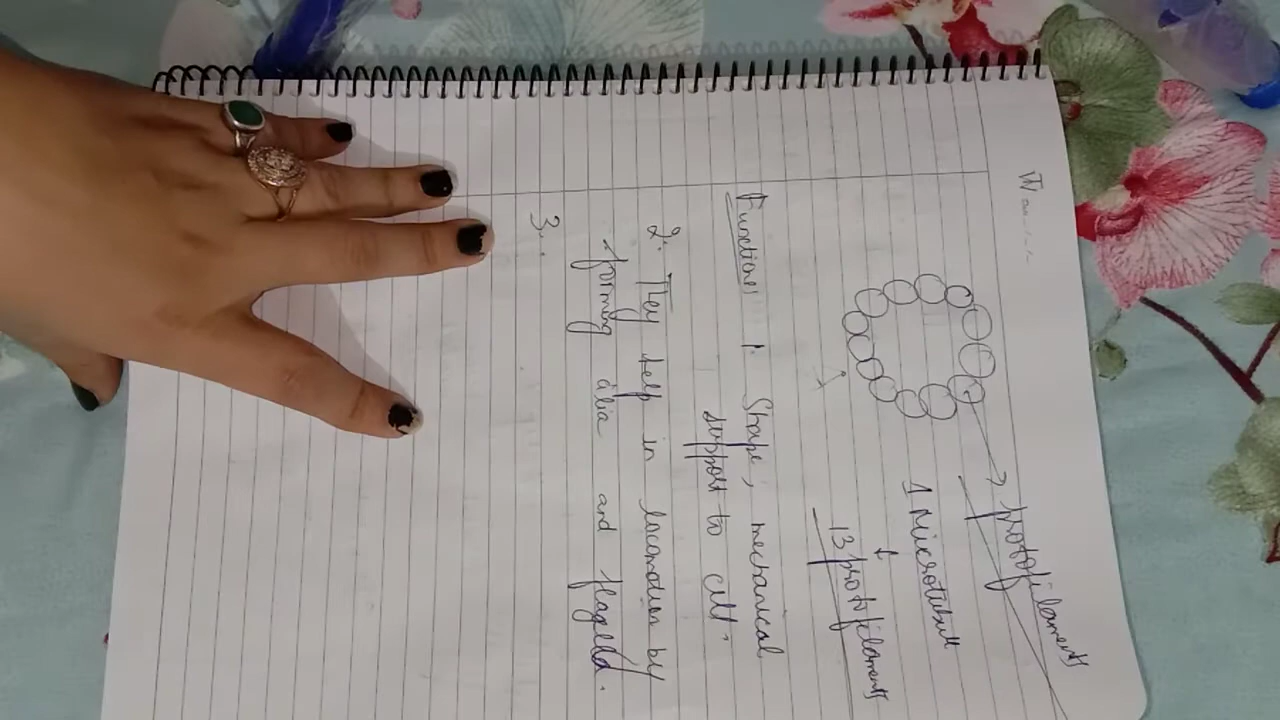 → protofilaments
1 Microtubule
↓
13 protofilaments
Functions 1. Shape, mechanical
support to cell.
2. They help in locomotion by
forming cilia and flagella.
3.